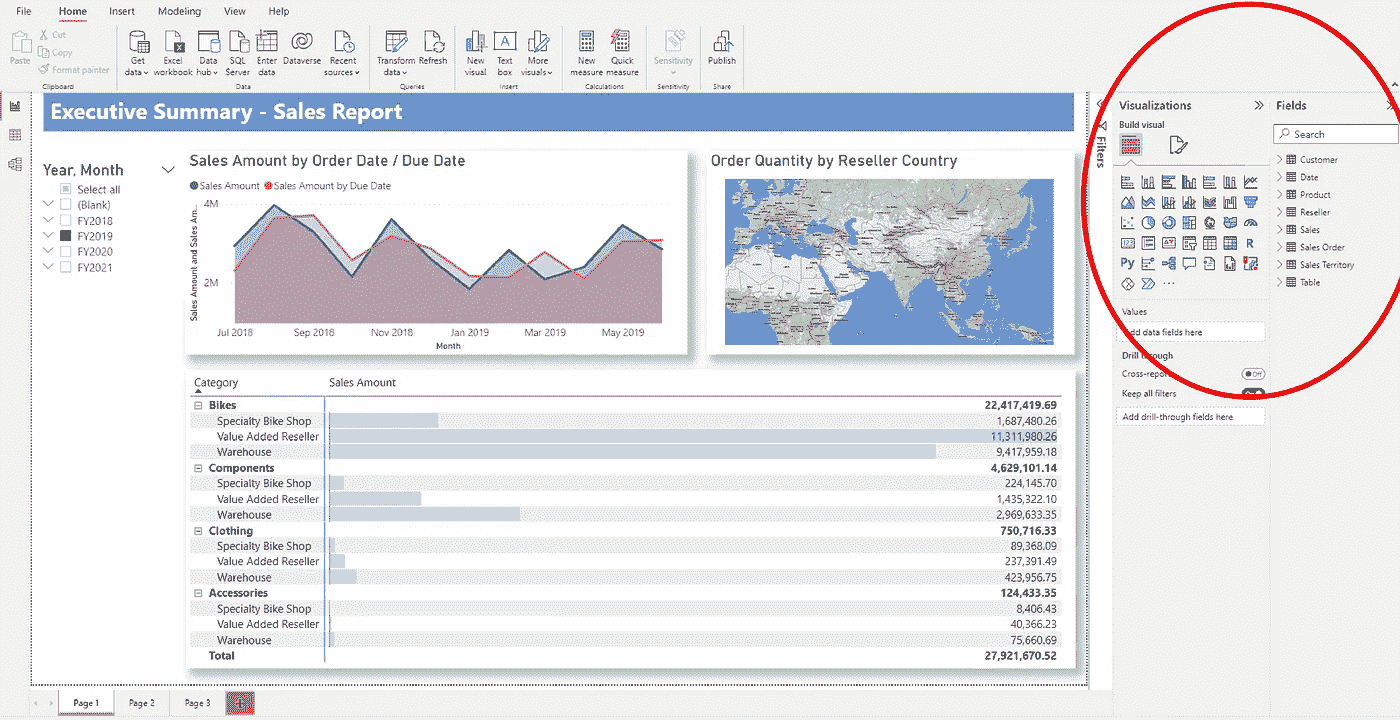 File Home Insert Modeling View Help
Paste
Cut
Copy
Format painter
Clipboard
Get data
Excel workbook
Data hub
SQL Server
Enter data
Dataverse
Recent sources
Data
Transform data
Refresh
Queries
New visual
Text box
More visuals
Insert
New measure
Quick measure
Calculations
Sensitivity
Sensitivity
Publish
Share
Executive Summary - Sales Report
Year, Month
Select all
(Blank)
FY2018
FY2019
FY2020
FY2021
Sales Amount by Order Date / Due Date
Sales Amount Sales Amount by Due Date
Sales Amount and Sales Am...
4M
2M
Jul 2018 Sep 2018 Nov 2018 Jan 2019 Mar 2019 May 2019
Month
Order Quantity by Reseller Country
Category Sales Amount
Bikes 22,417,419.69
Specialty Bike Shop 1,687,480.26
Value Added Reseller 11,311,980.26
Warehouse 9,417,959.18
Components 4,629,101.14
Specialty Bike Shop 224,145.70
Value Added Reseller 1,435,322.10
Warehouse 2,969,633.35
Clothing 750,716.33
Specialty Bike Shop 89,368.09
Value Added Reseller 237,391.49
Warehouse 423,956.75
Accessories 124,433.35
Specialty Bike Shop 8,406.43
Value Added Reseller 40,366.23
Warehouse 75,660.69
Total 27,921,670.52
Filters
Visualizations
Build visual
123
R
Py
Values
Add data fields here
Drill through
Cross-report
Off
Keep all filters
Add drill-through fields here
Fields
Search
Customer
Date
Product
Reseller
Sales
Sales Order
Sales Territory
Table
Page 1 Page 2 Page 3